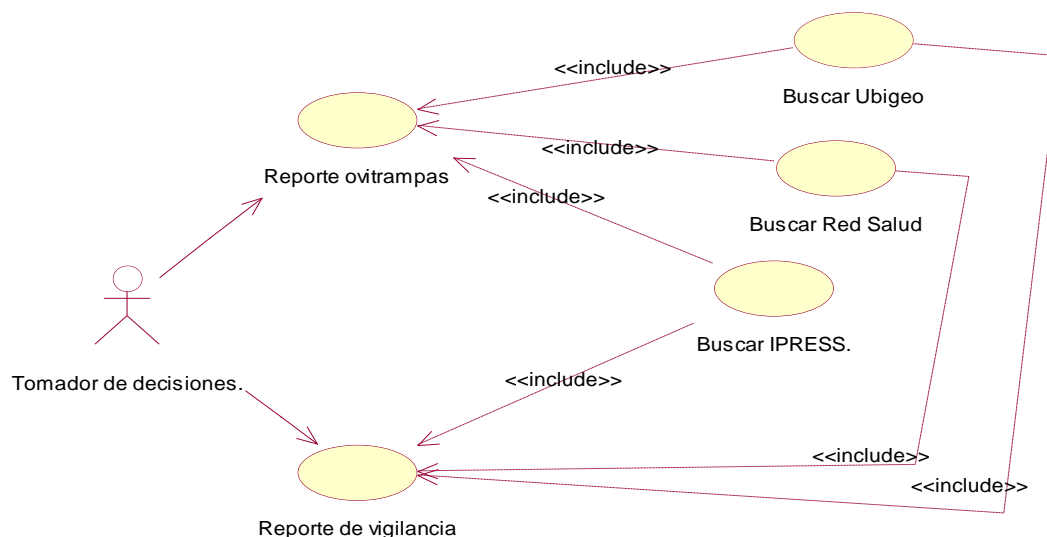 <<include>>
Buscar Ubigeo
<<include>>
Reporte ovitrampas
<<include>>
Buscar Red Salud
Buscar IPRESS.
<<include>>
Tomador de decisiones.
<<include>>
<<include>>
Reporte de vigilancia